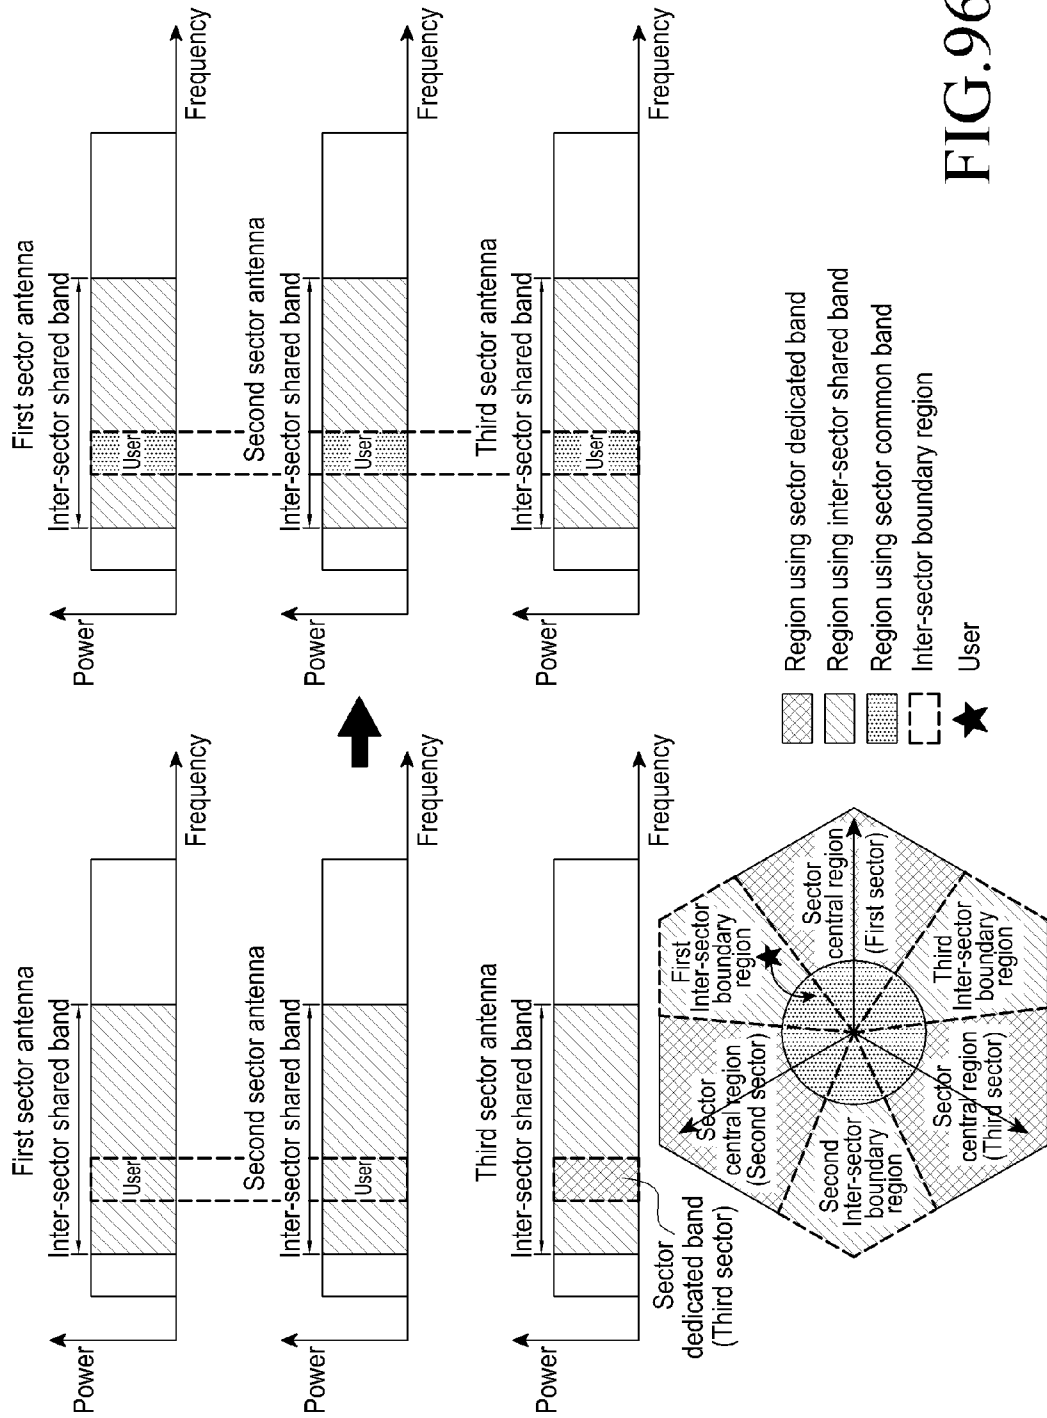 First sector antenna
Inter-sector shared band
Power
User
Frequency
Second sector antenna
Inter-sector shared band
Power
User
Frequency
Third sector antenna
Inter-sector shared band
Power
Frequency
Sector
dedicated band
(Third sector)
First sector antenna
Inter-sector shared band
Power
User
Frequency
Second sector antenna
Inter-sector shared band
Power
User
Frequency
Third sector antenna
Inter-sector shared band
Power
User
Frequency
First
Inter-sector
boundary
region
Sector
central region
(Second sector)
Sector
central region
(First sector)
Second
Inter-sector
boundary
region
Third
Inter-sector
boundary
region
Sector
central region
(Third sector)
Region using sector dedicated band
Region using inter-sector shared band
Region using sector common band
Inter-sector boundary region
User
FIG.96